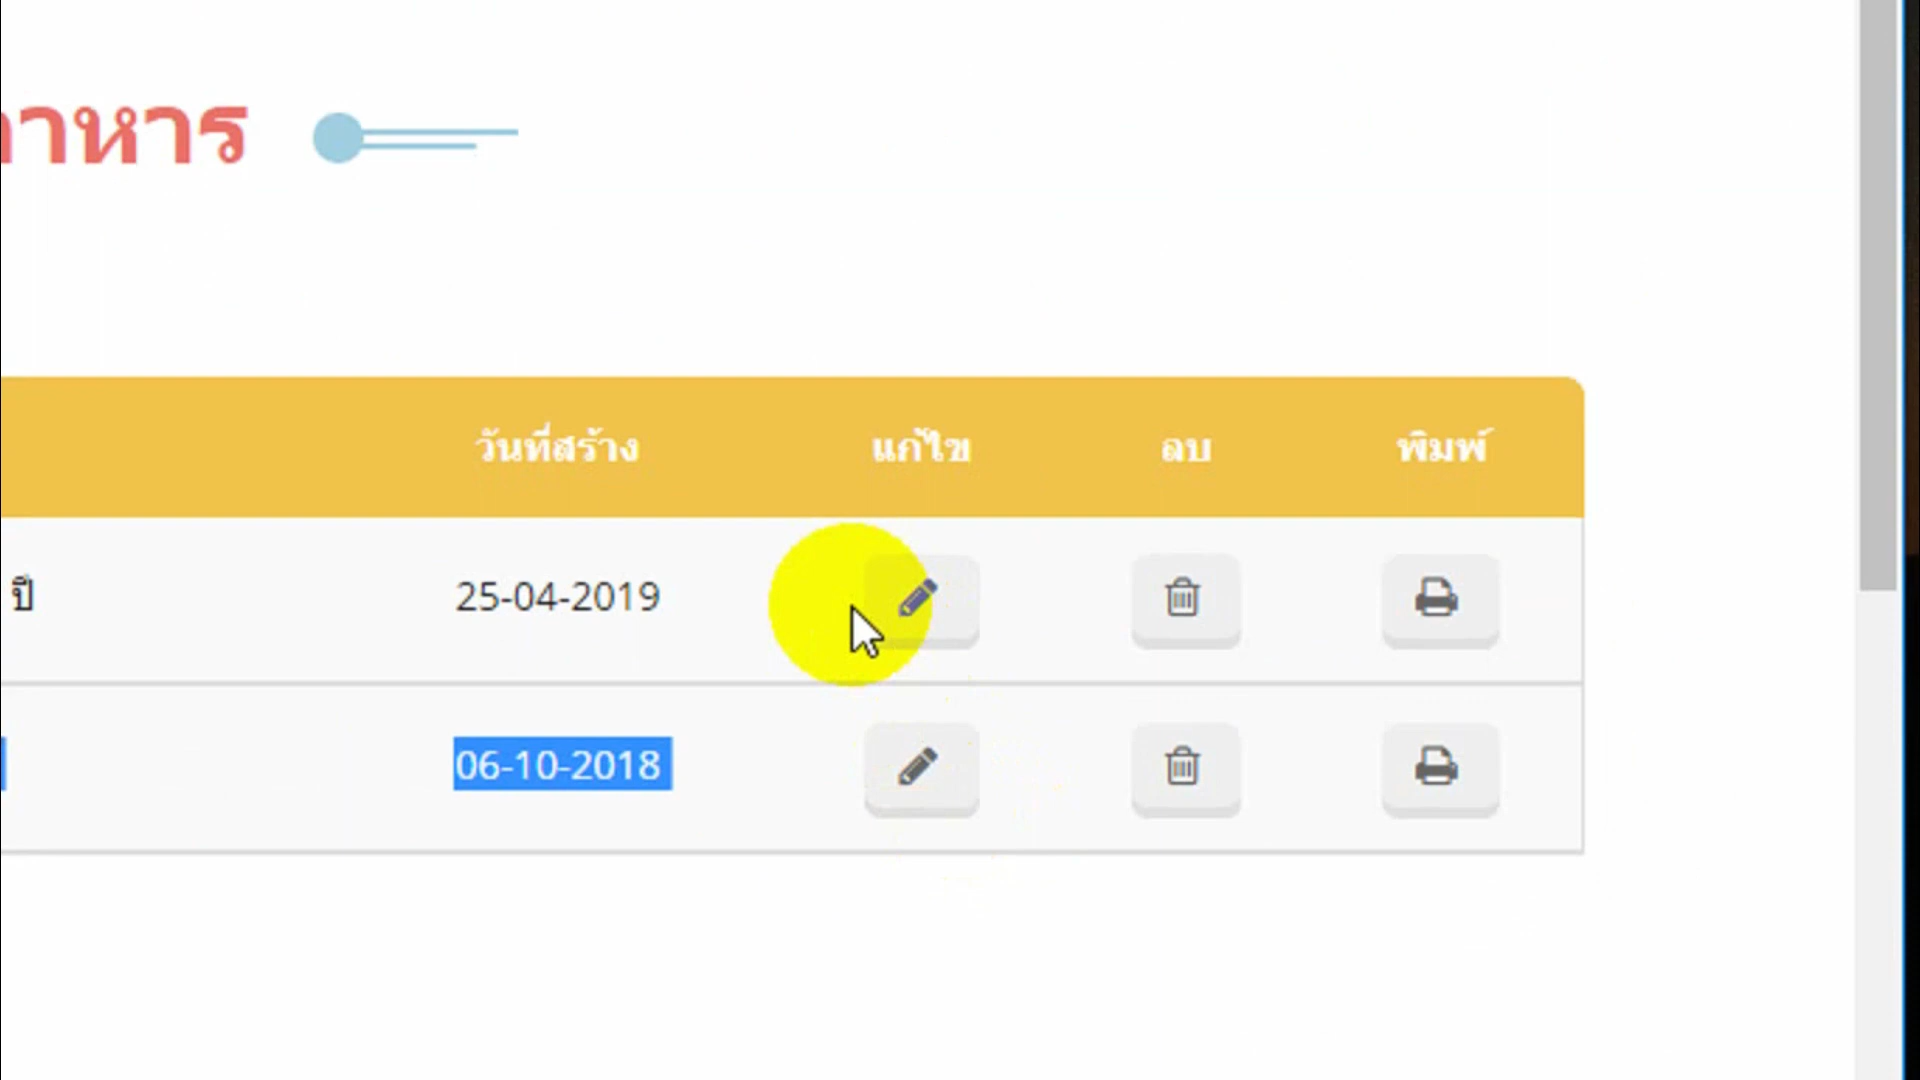 าหาร
วันที่สร้าง แก้ไข ลบ พิมพ์
ปี 25-04-2019
06-10-2018